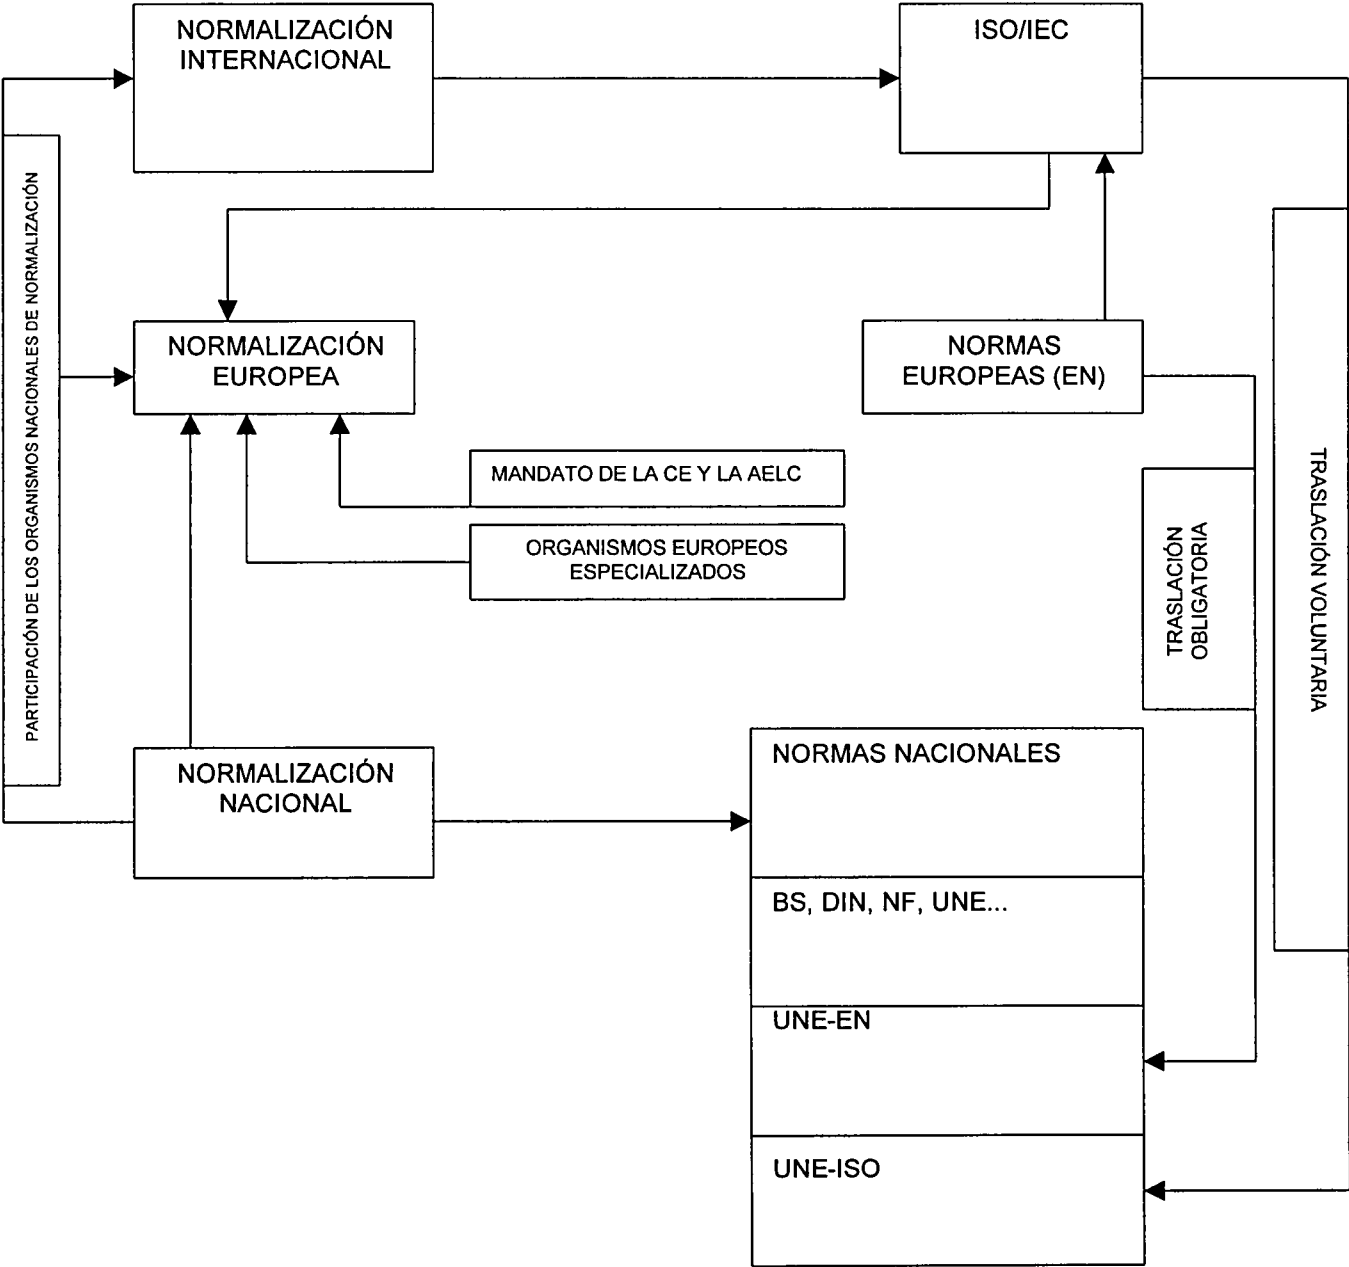 NORMALIZACIÓN
INTERNACIONAL
ISO/IEC
PARTICIPACIÓN DE LOS ORGANISMOS NACIONALES DE NORMALIZACIÓN
NORMALIZACIÓN
EUROPEA
NORMAS
EUROPEAS (EN)
MANDATO DE LA CE Y LA AELC
ORGANISMOS EUROPEOS
ESPECIALIZADOS
TRASLACIÓN
OBLIGATORIA
TRASLACIÓN VOLUNTARIA
NORMALIZACIÓN
NACIONAL
NORMAS NACIONALES
BS, DIN, NF, UNE...
UNE-EN
UNE-ISO